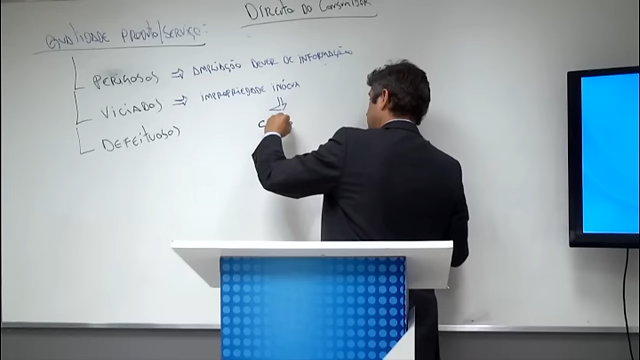 Direito do Consumidor
Qualidade Produto/Serviço:
Perigosos ⇒ Ampliação dever de informação
Viciados ⇒ Impropriedade inócua
Defeituosos
C